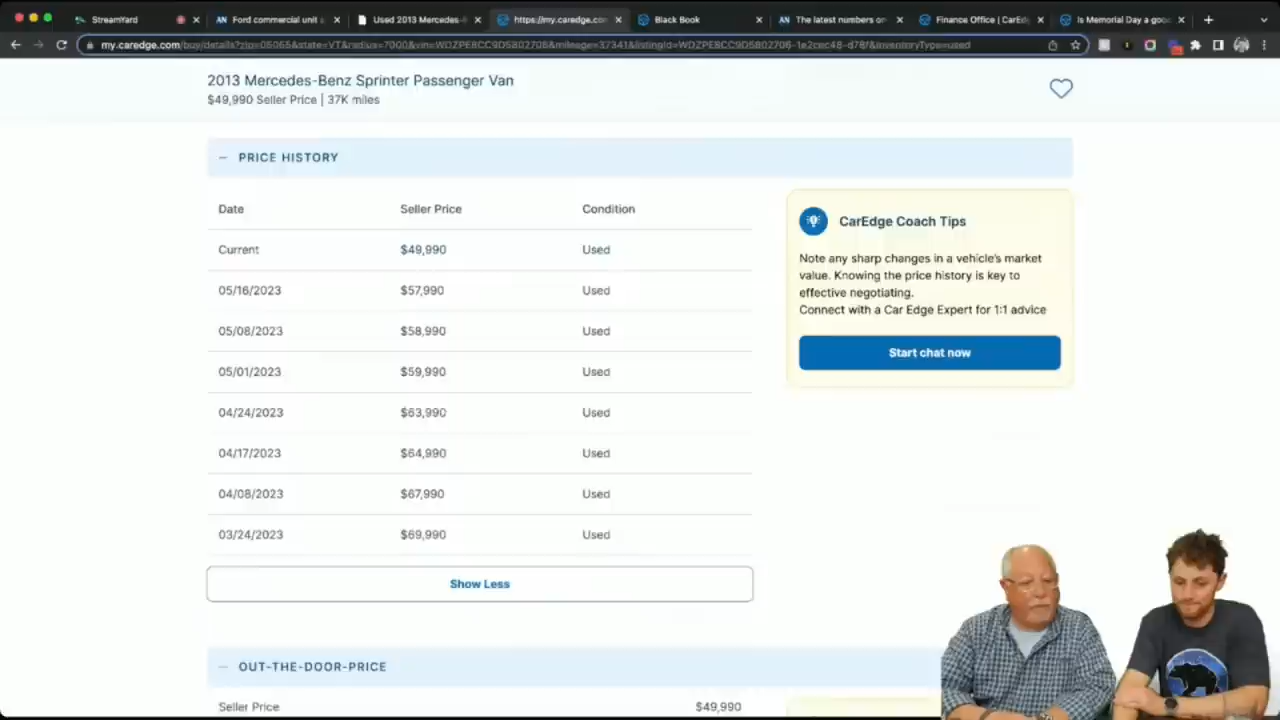 StreamYard
Ford commercial unit a
Used 2013 Mercedes-
https://my.caredge.com
Black Book
The latest numbers on
Finance Office | CarEd
Is Memorial Day a good
2013 Mercedes-Benz Sprinter Passenger Van
$49,990 Seller Price | 37K miles
PRICE HISTORY
Date Seller Price Condition
Current $49,990 Used
05/16/2023 $57,990 Used
05/08/2023 $58,990 Used
05/01/2023 $59,990 Used
04/24/2023 $63,990 Used
04/17/2023 $64,990 Used
04/08/2023 $67,990 Used
03/24/2023 $69,990 Used
Show Less
CarEdge Coach Tips
Note any sharp changes in a vehicle's market
value. Knowing the price history is key to
effective negotiating.
Connect with a Car Edge Expert for 1:1 advice
Start chat now
OUT-THE-DOOR-PRICE
Seller Price $49,990